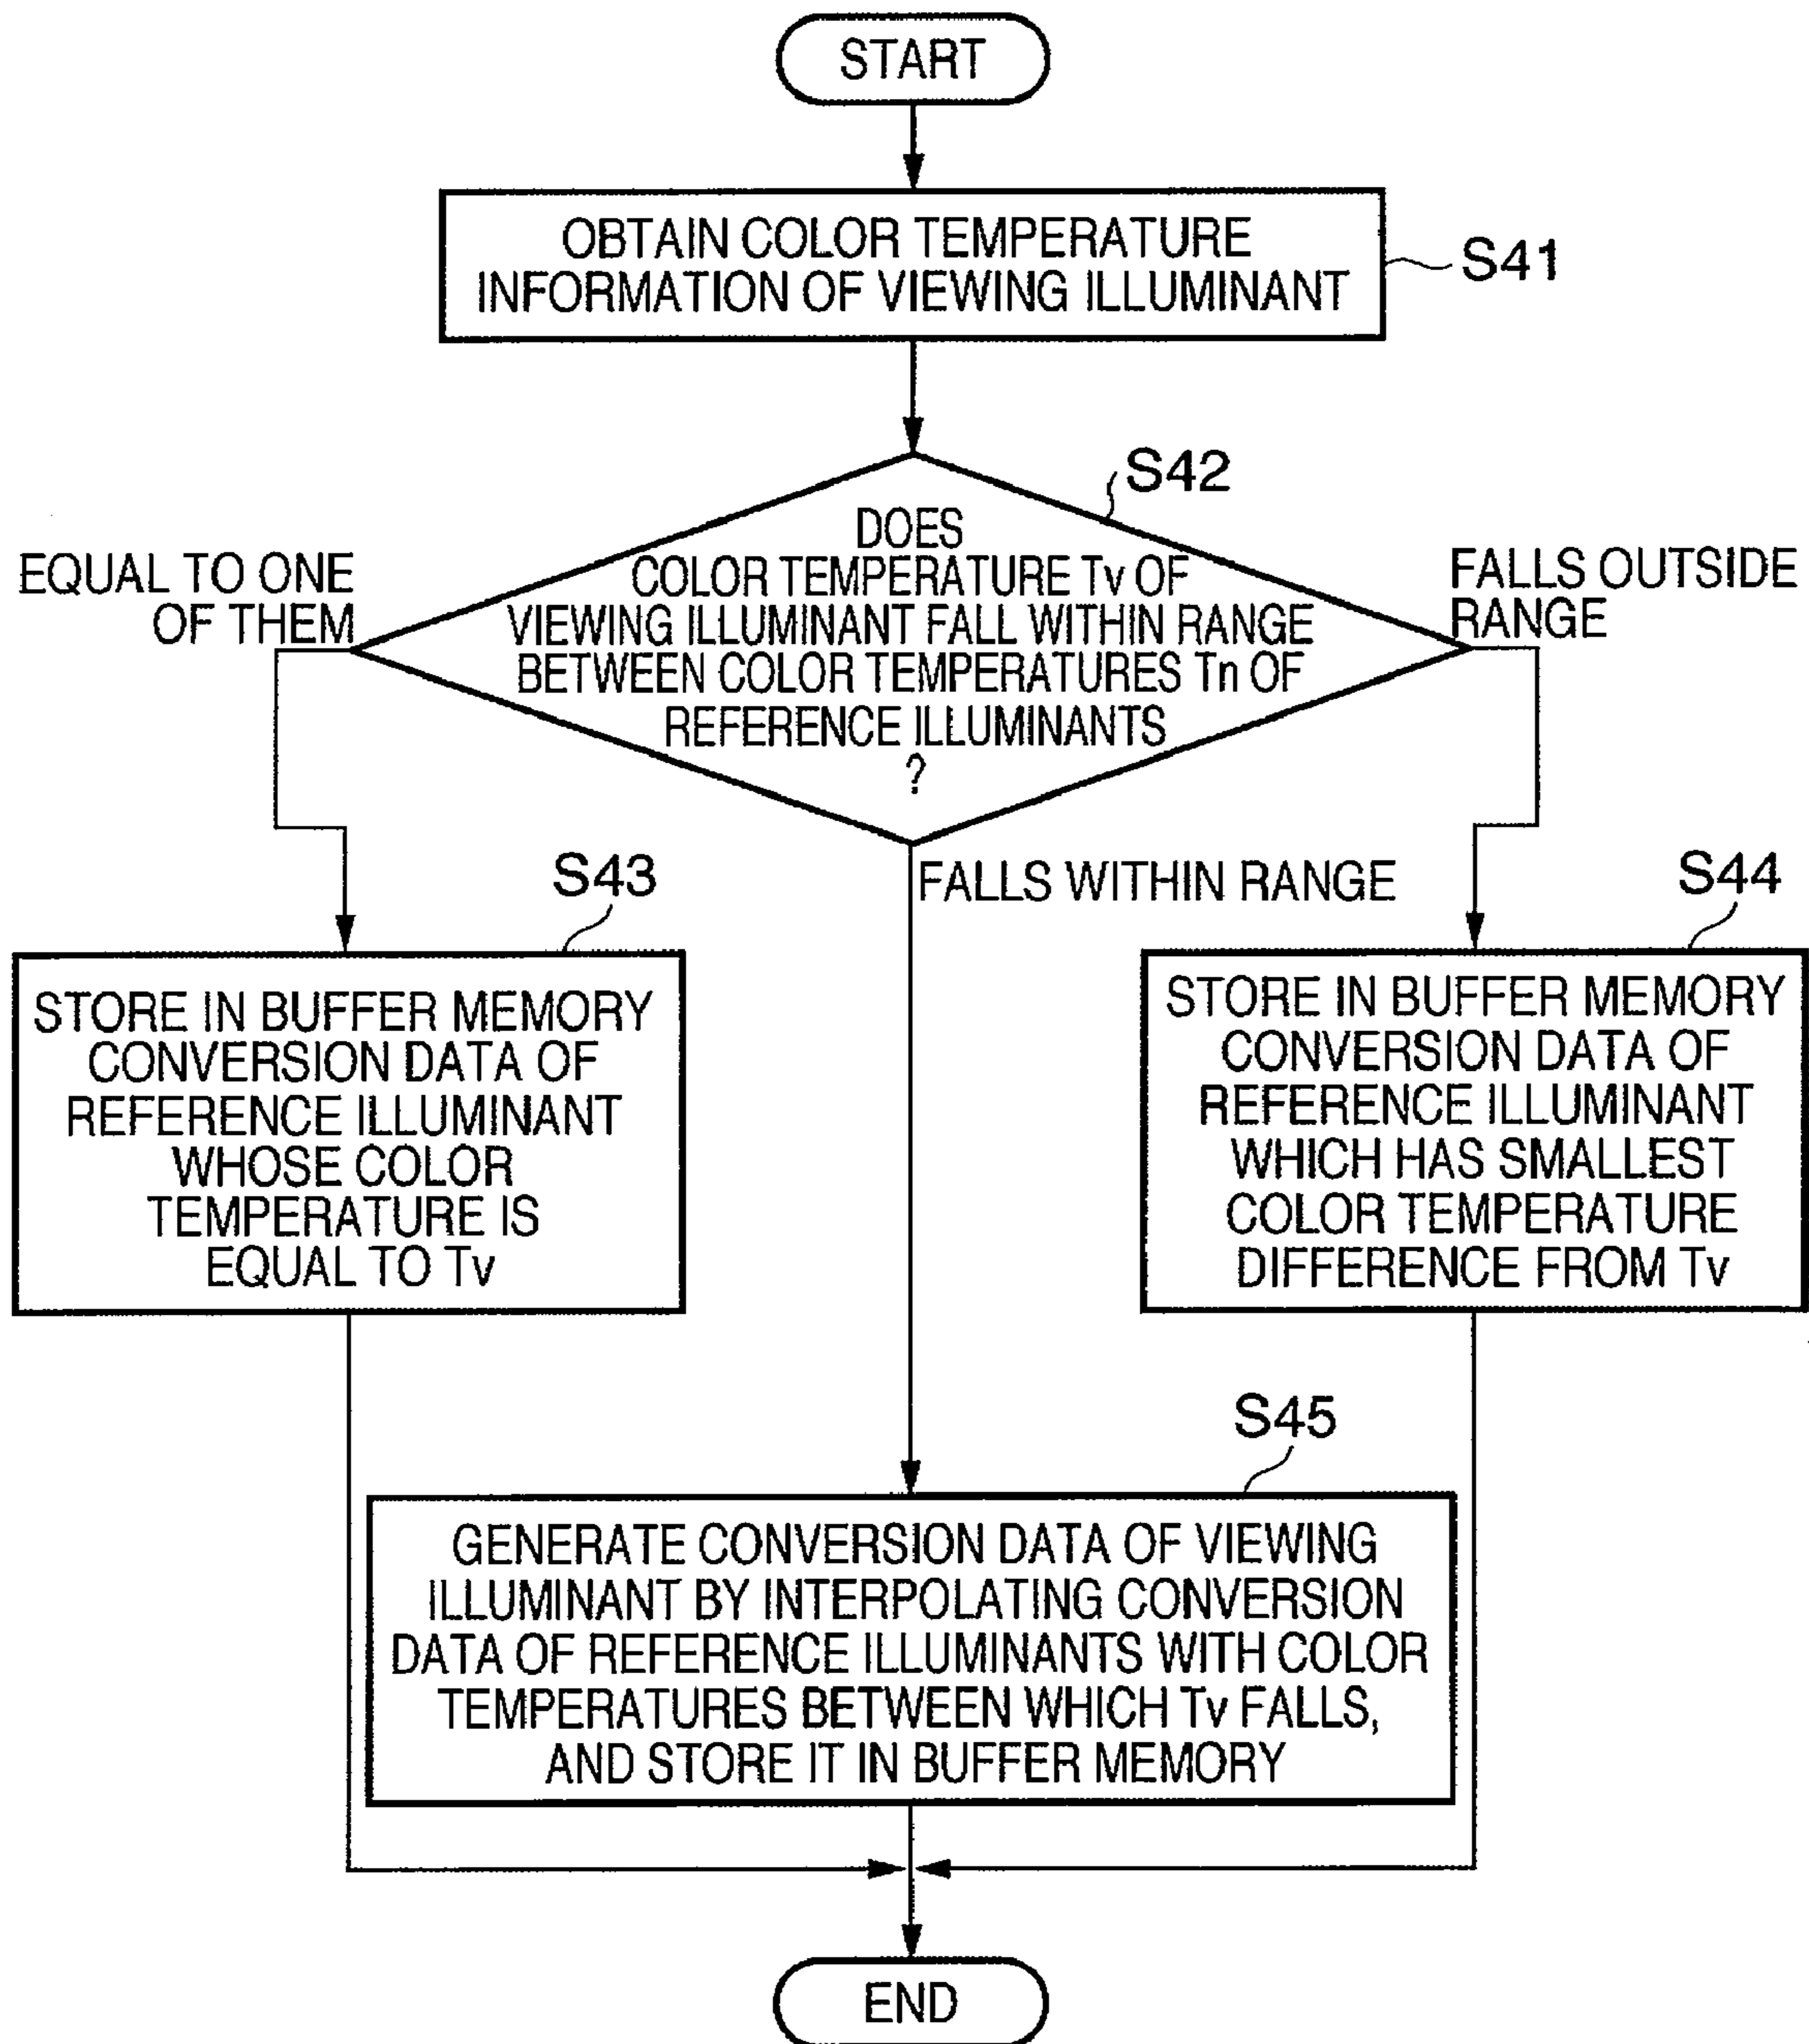 START
OBTAIN COLOR TEMPERATURE
INFORMATION OF VIEWING ILLUMINANT
S41
S42
DOES
COLOR TEMPERATURE Tv OF
VIEWING ILLUMINANT FALL WITHIN RANGE
BETWEEN COLOR TEMPERATURES Tn OF
REFERENCE ILLUMINANTS
?
EQUAL TO ONE
OF THEM
FALLS OUTSIDE
RANGE
FALLS WITHIN RANGE
S43
STORE IN BUFFER MEMORY
CONVERSION DATA OF
REFERENCE ILLUMINANT
WHOSE COLOR
TEMPERATURE IS
EQUAL TO Tv
S44
STORE IN BUFFER MEMORY
CONVERSION DATA OF
REFERENCE ILLUMINANT
WHICH HAS SMALLEST
COLOR TEMPERATURE
DIFFERENCE FROM Tv
S45
GENERATE CONVERSION DATA OF VIEWING
ILLUMINANT BY INTERPOLATING CONVERSION
DATA OF REFERENCE ILLUMINANTS WITH COLOR
TEMPERATURES BETWEEN WHICH Tv FALLS,
AND STORE IT IN BUFFER MEMORY
END